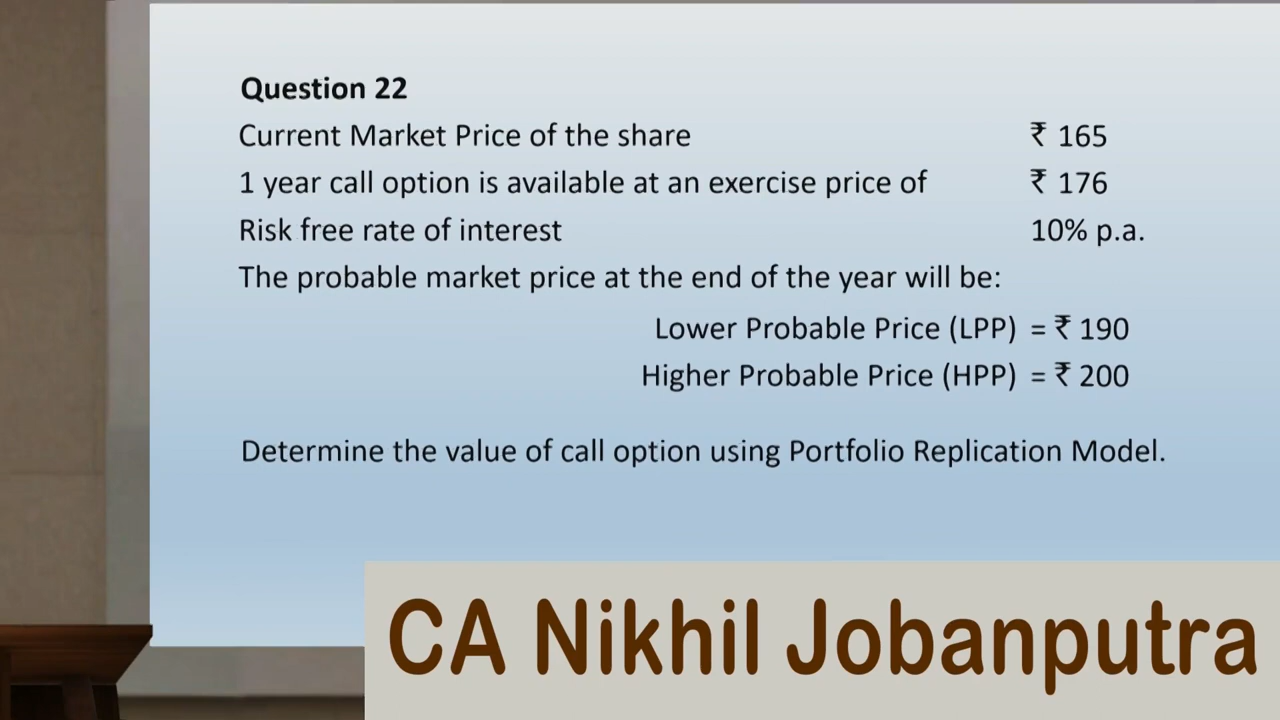 Question 22
Current Market Price of the share ₹ 165
1 year call option is available at an exercise price of ₹ 176
Risk free rate of interest 10% p.a.
The probable market price at the end of the year will be:
Lower Probable Price (LPP) = ₹ 190
Higher Probable Price (HPP) = ₹ 200
Determine the value of call option using Portfolio Replication Model.
CA Nikhil Jobanputra